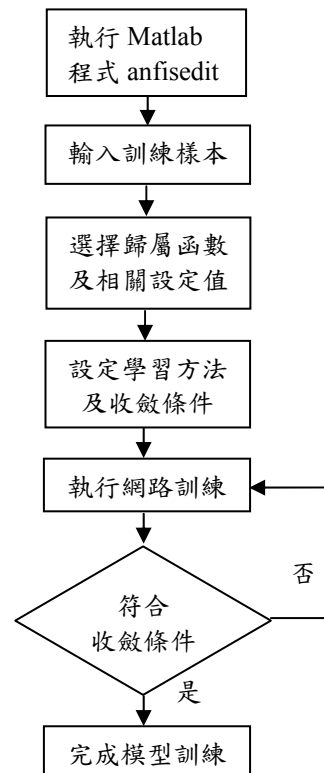 執行 Matlab
程式 anfisedit
輸入訓練樣本
選擇歸屬函數
及相關設定值
設定學習方法
及收斂條件
執行網路訓練
符合
收斂條件
否
是
完成模型訓練